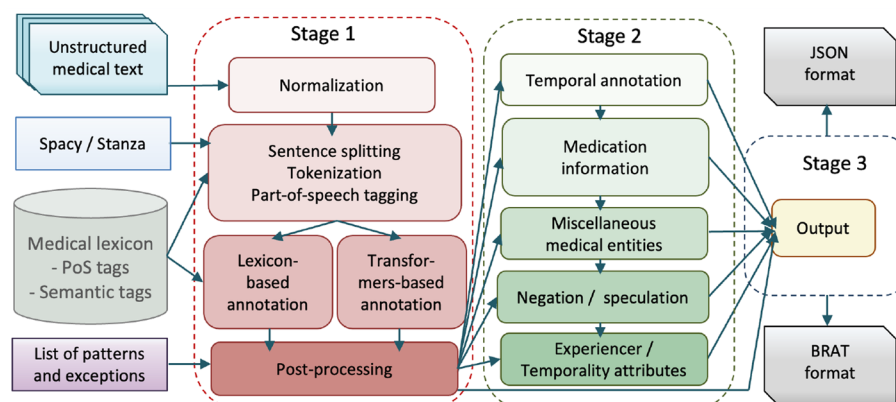 Unstructured
medical text
Spacy / Stanza
Medical lexicon
- PoS tags
- Semantic tags
List of patterns
and exceptions
Stage 1
Normalization
Sentence splitting
Tokenization
Part-of-speech tagging
Lexicon-
based
annotation
Transfor-
mers-based
annotation
Post-processing
Stage 2
Temporal annotation
Medication
information
Miscellaneous
medical entities
Negation / speculation
Experiencer /
Temporality attributes
JSON
format
Stage 3
Output
BRAT
format